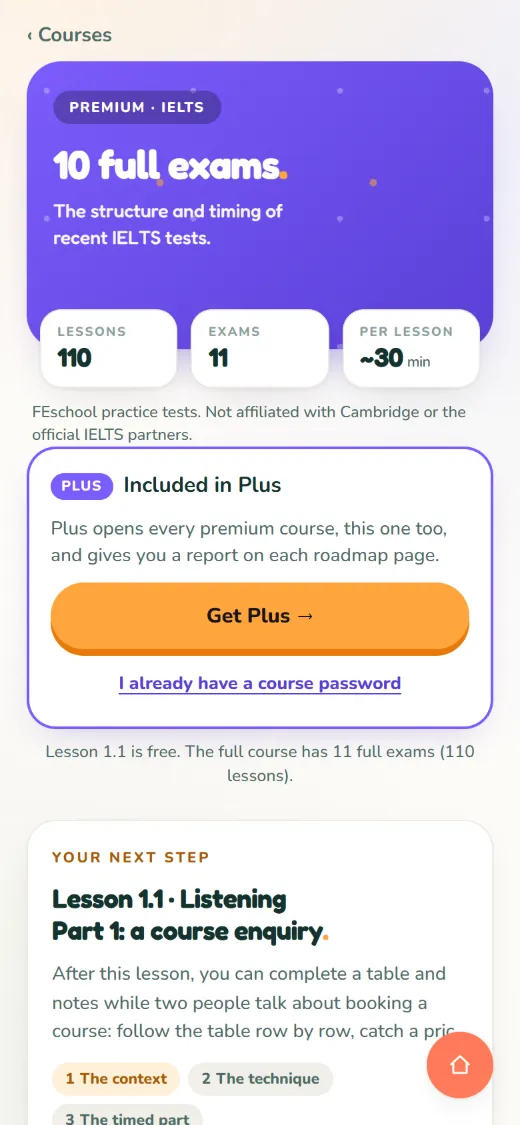 ‹ Courses
PREMIUM · IELTS
10 full exams.
The structure and timing of
recent IELTS tests.
LESSONS
110
EXAMS
11
PER LESSON
~30 min
FEschool practice tests. Not affiliated with Cambridge or the
official IELTS partners.
PLUS Included in Plus
Plus opens every premium course, this one too,
and gives you a report on each roadmap page.
Get Plus →
I already have a course password
Lesson 1.1 is free. The full course has 11 full exams (110
lessons).
YOUR NEXT STEP
Lesson 1.1 · Listening
Part 1: a course enquiry.
After this lesson, you can complete a table and
notes while two people talk about booking a
course: follow the table row by row, catch a
1 The context
2 The technique
3 The timed part